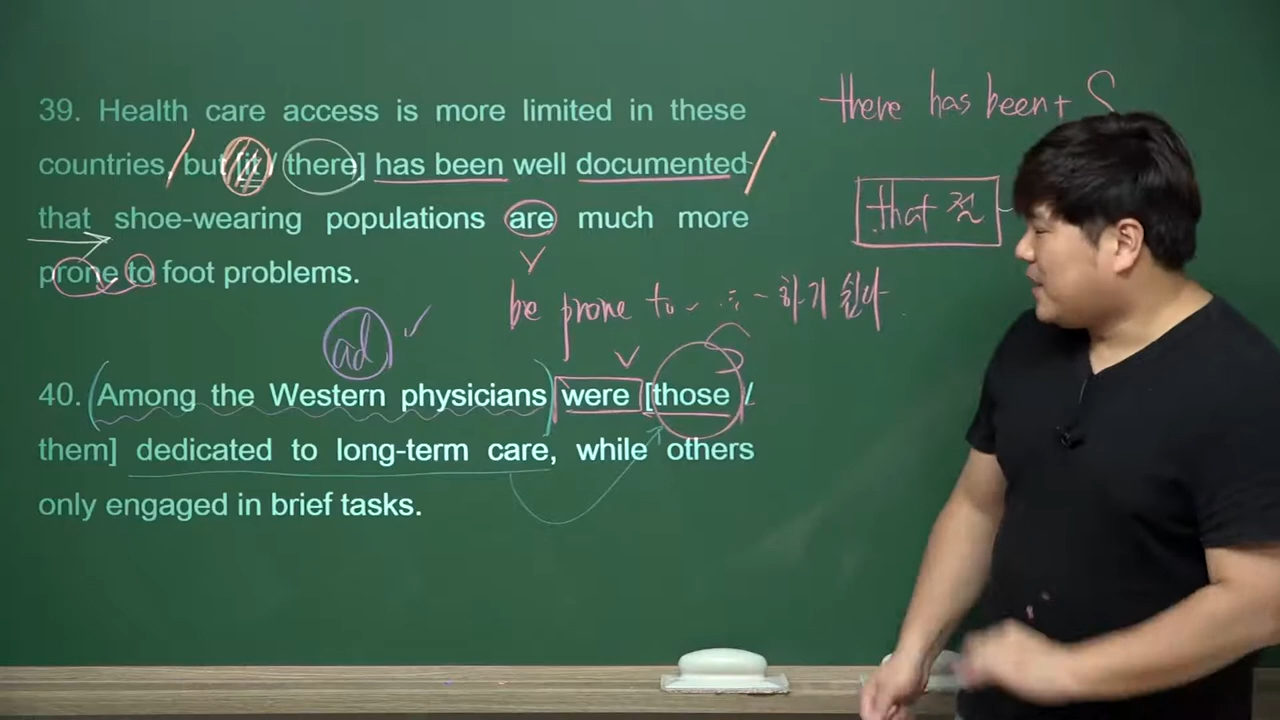 39. Health care access is more limited in these
countries, but [it / there] has been well documented
that shoe-wearing populations are much more
prone to foot problems.
there has been + S
that 절
be prone to ~ : ~ 하기 쉽다
ad
40. Among the Western physicians were [those /
them] dedicated to long-term care, while others
only engaged in brief tasks.